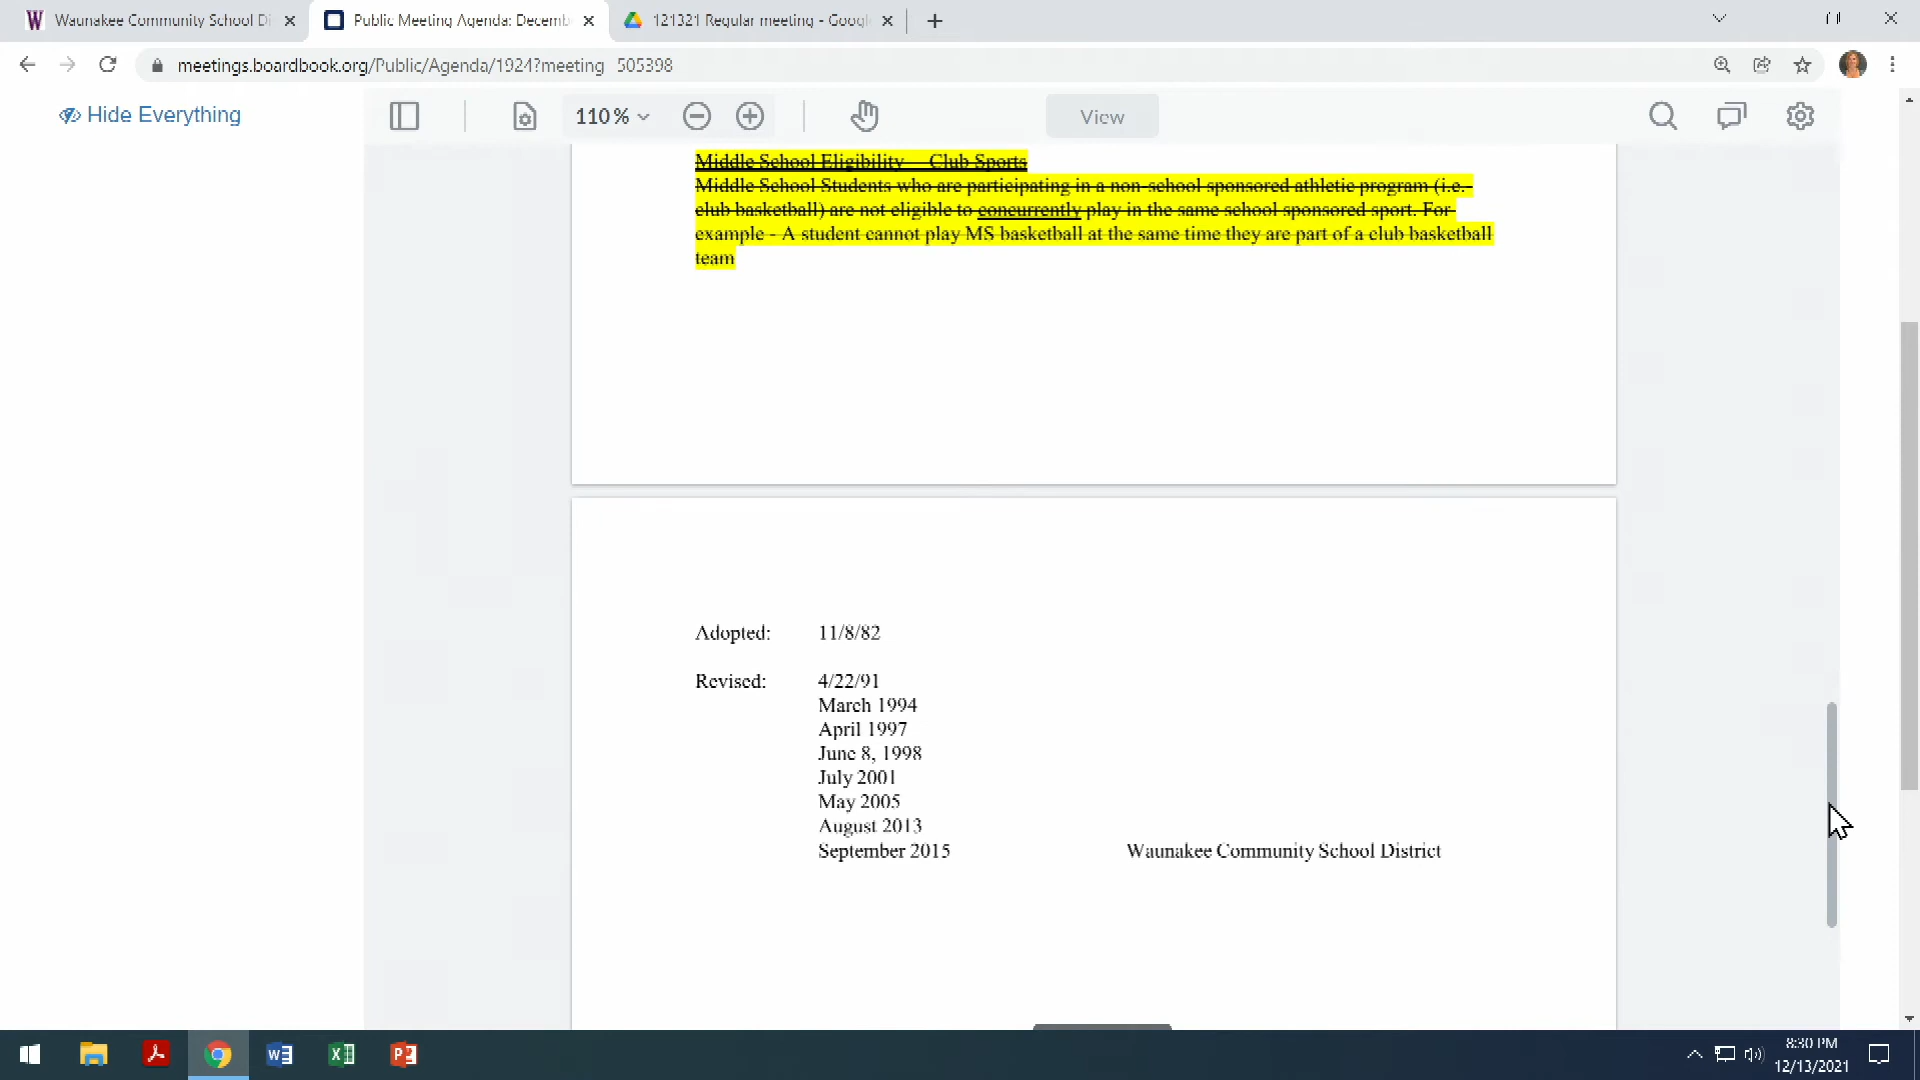 Waunakee Community School Di
Public Meeting Agenda: Decemb
121321 Regular meeting - Googl
meetings.boardbook.org/Public/Agenda/1924?meeting 505398
Hide Everything
110%
View
Middle School Eligibility — Club Sports
Middle School Students who are participating in a non-school sponsored athletic program (i.e.
club basketball) are not eligible to concurrently play in the same school sponsored sport. For
example - A student cannot play MS basketball at the same time they are part of a club basketball
team
Adopted: 11/8/82
Revised: 4/22/91
March 1994
April 1997
June 8, 1998
July 2001
May 2005
August 2013
September 2015 Waunakee Community School District
8:30 PM
12/13/2021